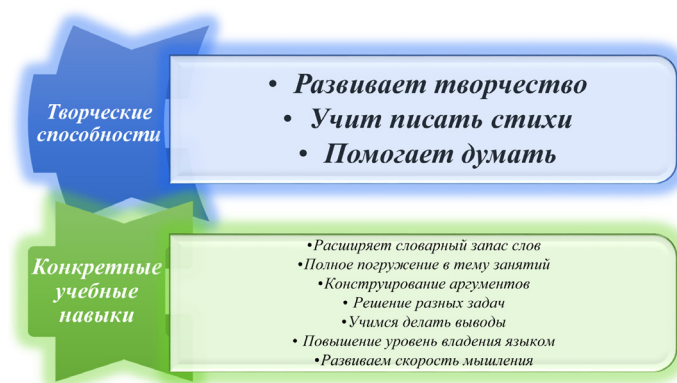 Творческие
способности
• Развивает творчество
• Учит писать стихи
• Помогает думать
Конкретные
учебные
навыки
•Расширяет словарный запас слов
•Полное погружение в тему занятий
•Конструирование аргументов
• Решение разных задач
•Учимся делать выводы
• Повышение уровень владения языком
•Развиваем скорость мышления